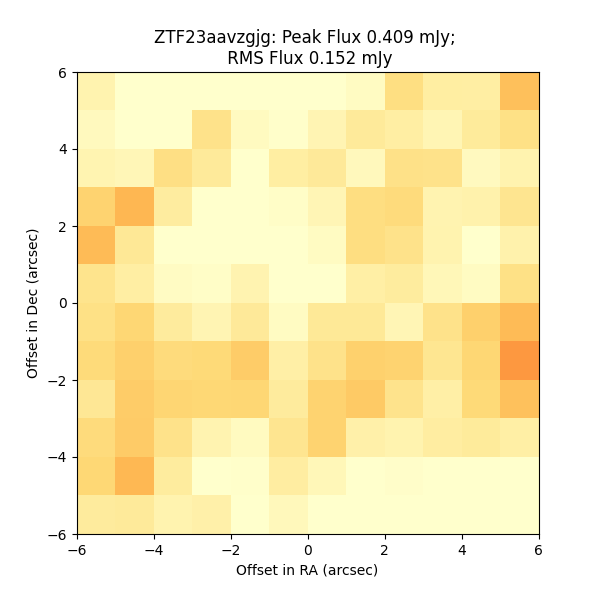 ZTF23aavzgjg: Peak Flux 0.409 mJy;
RMS Flux 0.152 mJy
6
4
2
0
−2
−4
−6
Offset in Dec (arcsec)
−6 −4 −2 0 2 4 6
Offset in RA (arcsec)